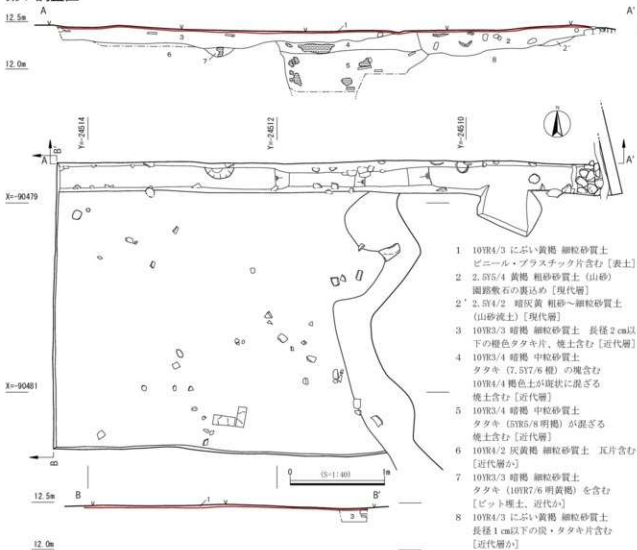 A
A'
12.5m
12.0m
1
3
4
2
2'
6
7
5
8
Y=-24514
Y=-24512
Y=-24510
N
B
A
A'
X=-90479
X=-90481
B
(S=1:40)
1m
12.5m
B
B'
1
3
12.0m
1 10YR4/3 にぶい黄褐 細粒砂質土
ビニール・プラスチック片含む [表土]
2 2.5Y5/4 黄褐 粗砂砂質土 (山砂)
園路敷石の裏込め [現代層]
2' 2.5Y4/2 暗灰黄 粗砂～細粒砂質土
(山砂流土) [現代層]
3 10YR3/3 暗褐 細粒砂質土 長径2㎝以
下の橙色タタキ片、焼土含む [近代層]
4 10YR3/4 暗褐 中粒砂質土
タタキ (7.5Y7/6 橙) の塊含む
10YR4/4 褐色土が斑状に混ざる
焼土含む [近代層]
5 10YR3/4 暗褐 中粒砂質土
タタキ (5YR5/8 明褐) が混ざる
焼土含む [近代層]
6 10YR4/2 灰黄褐 細粒砂質土 瓦片含む
[近代層か]
7 10YR3/3 暗褐 細粒砂質土
タタキ (10YR7/6 明黄褐) を含む
[ピット埋土、近代か]
8 10YR4/3 にぶい黄褐 細粒砂質土
長径1㎝以下の炭・タタキ片含む
[近代層か]